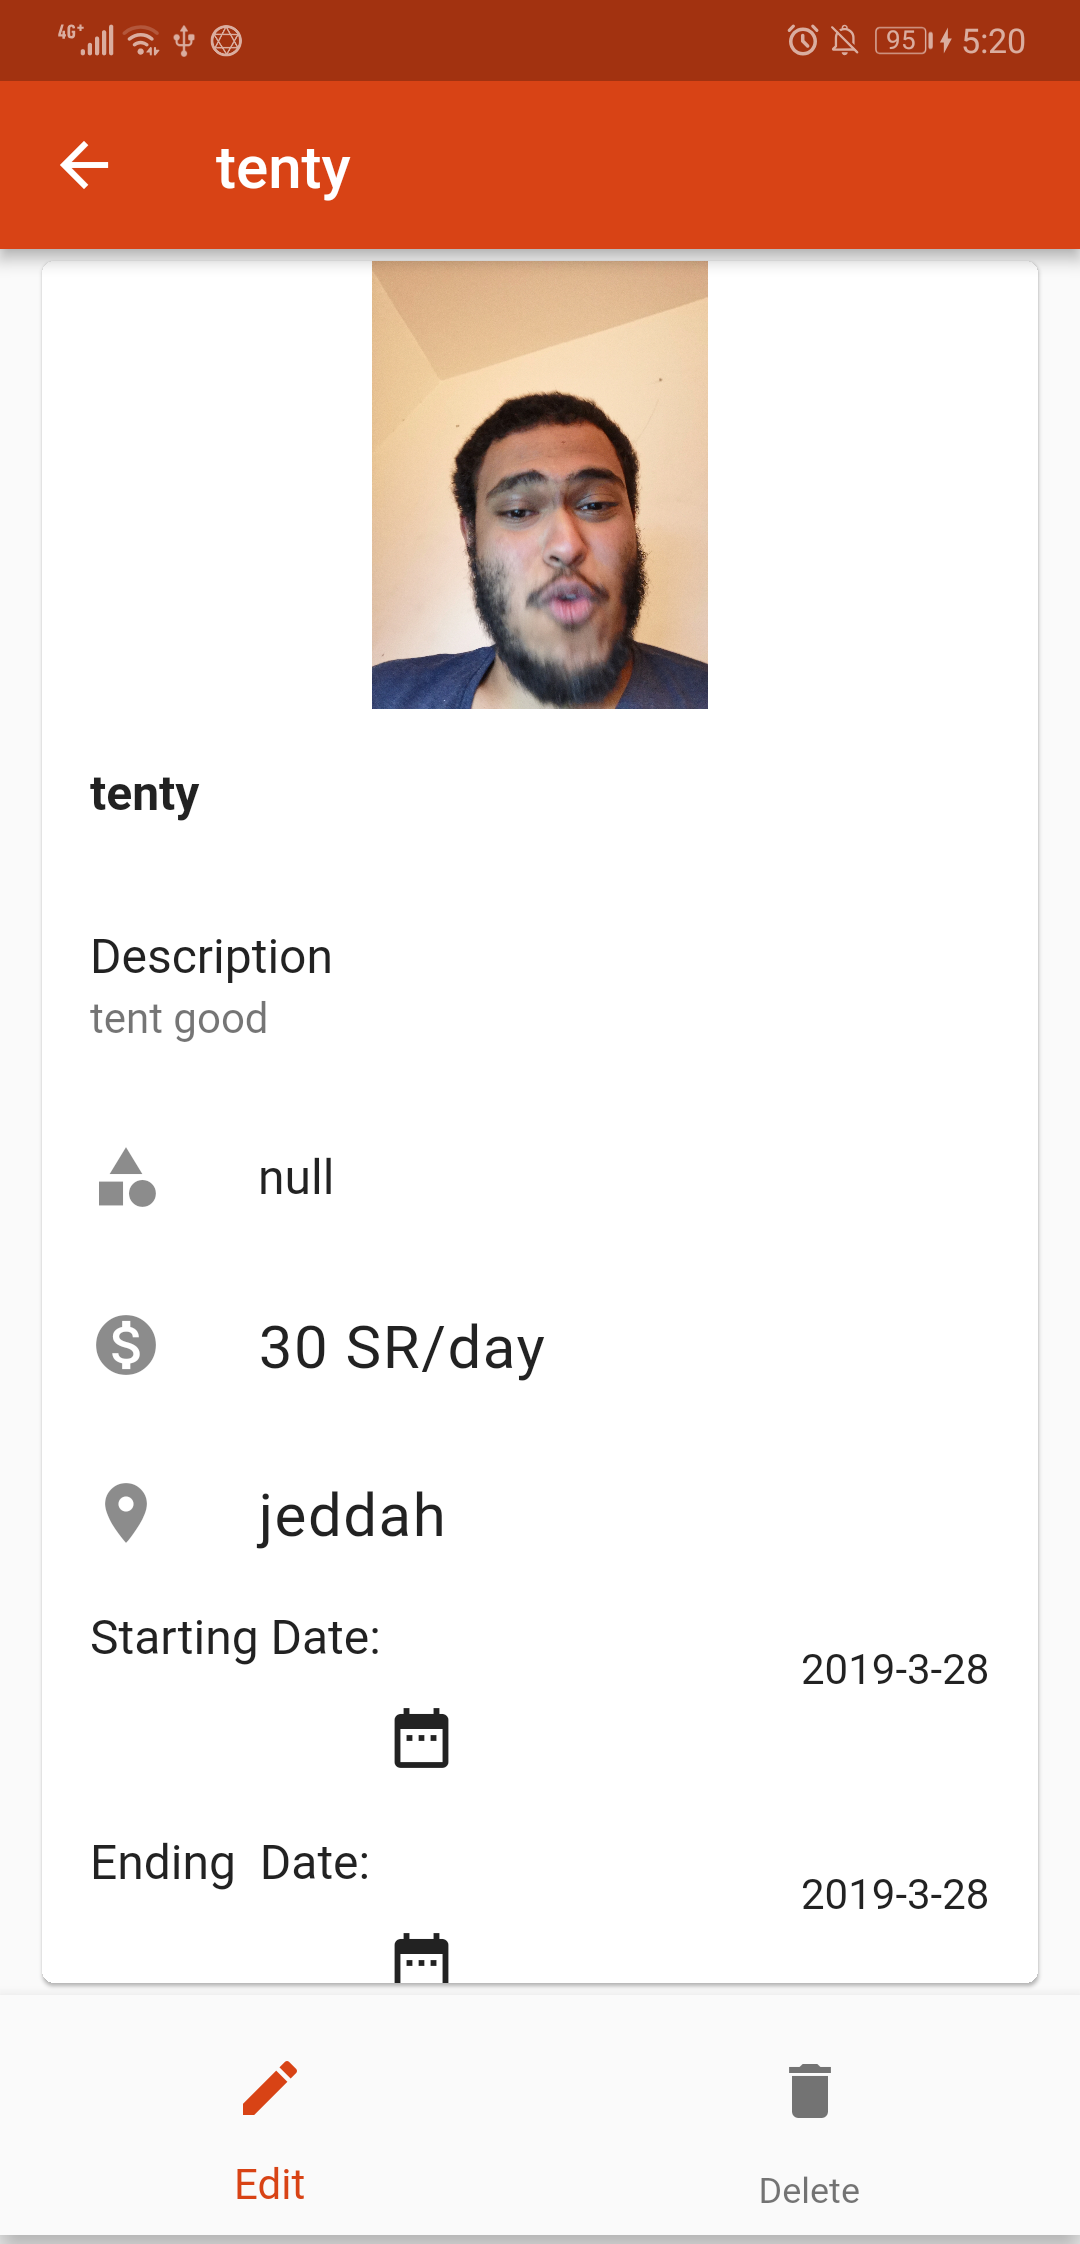 4G+ 95 5:20
tenty
tenty
Description
tent good
null
30 SR/day
jeddah
Starting Date:
2019-3-28
Ending  Date:
2019-3-28
Edit
Delete